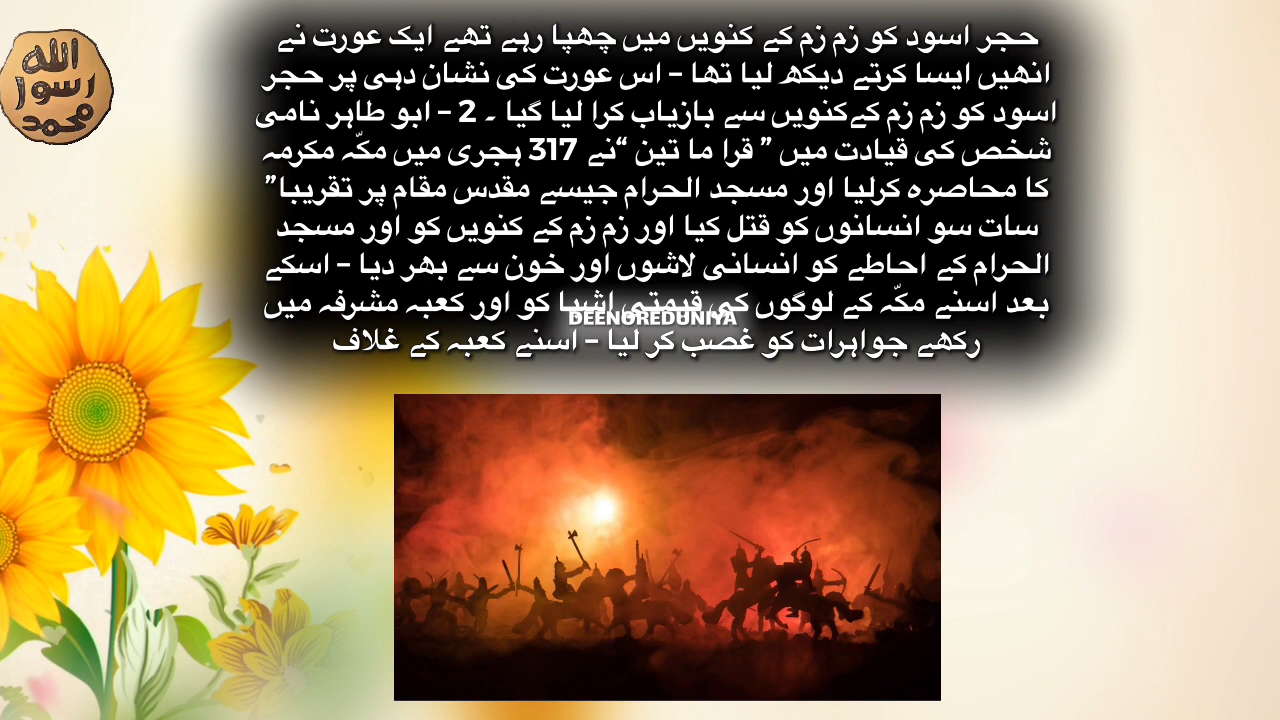 حجر اسود کو زم زم کے کنویں میں چھپا رہے تھے ایک عورت نے
انھیں ایسا کرتے دیکھ لیا تھا – اس عورت کی نشان دہی پر حجر
اسود کو زم زم کےکنویں سے بازیاب کرا لیا گیا ۔ 2 – ابو طاہر نامی
شخص کی قیادت میں ” قرا ما تین “نے 317 ہجری میں مکّہ مکرمہ
کا محاصرہ کرلیا اور مسجد الحرام جیسے مقدس مقام پر تقریبا”
سات سو انسانوں کو قتل کیا اور زم زم کے کنویں کو اور مسجد
الحرام کے احاطے کو انسانی لاشوں اور خون سے بھر دیا – اسکے
بعد اسنے مکّہ کے لوگوں کی قیمتی اشیا کو اور کعبہ مشرفہ میں
رکھے جواہرات کو غصب کر لیا – اسنے کعبہ کے غلاف
DEENOREDUNIYA
الله
رسول
محمد